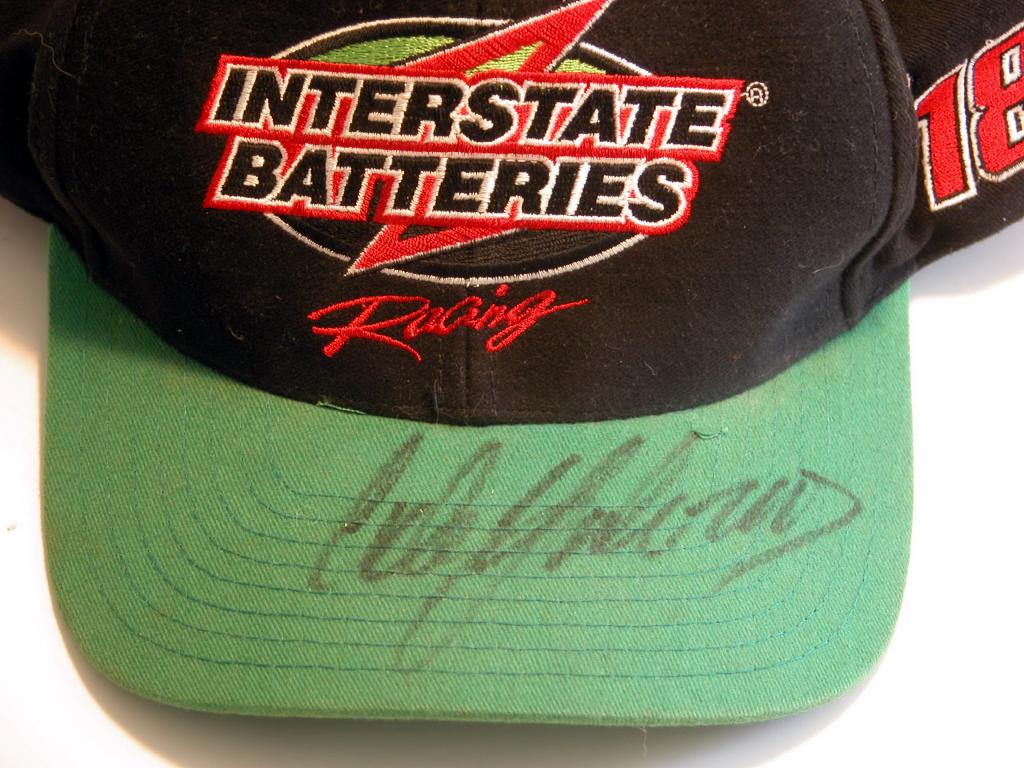 INTERSTATE ®
BATTERIES
Racing
18